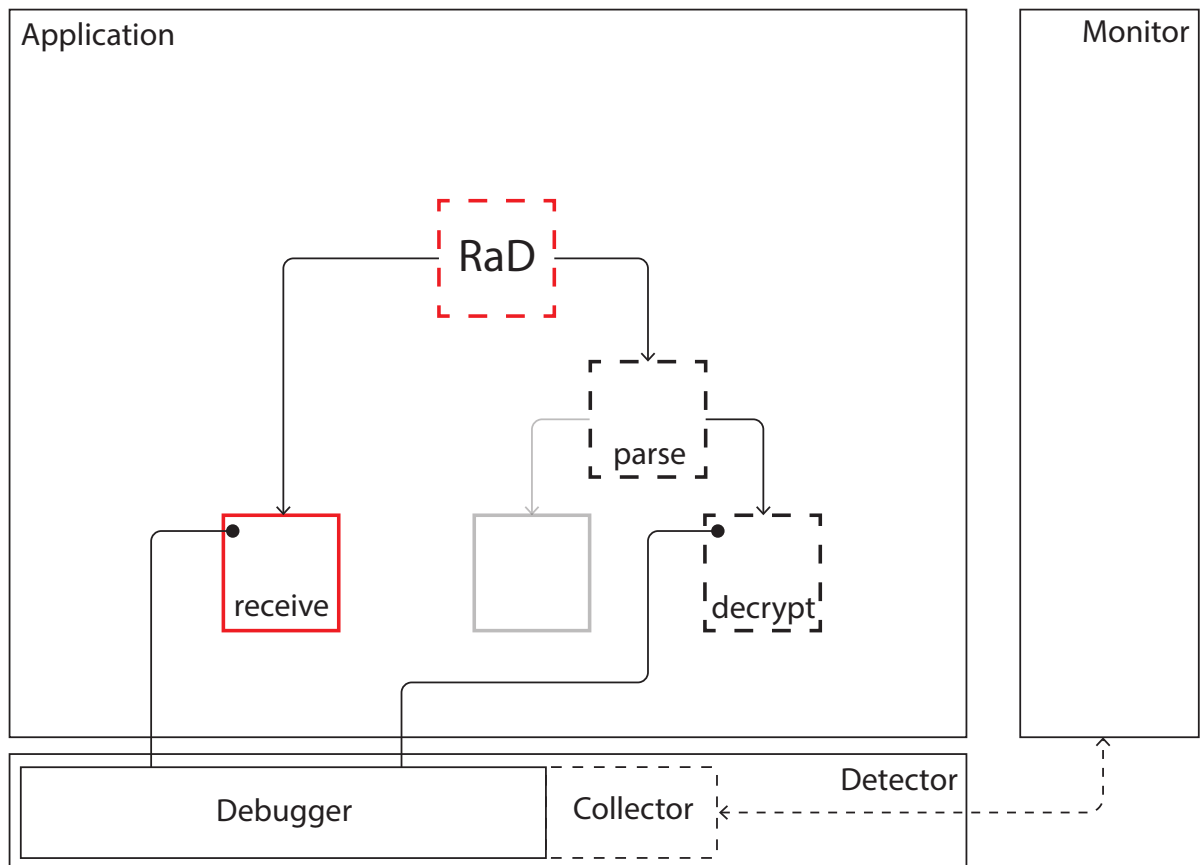 Application
Monitor
RaD
parse
receive
decrypt
Detector
Debugger
Collector